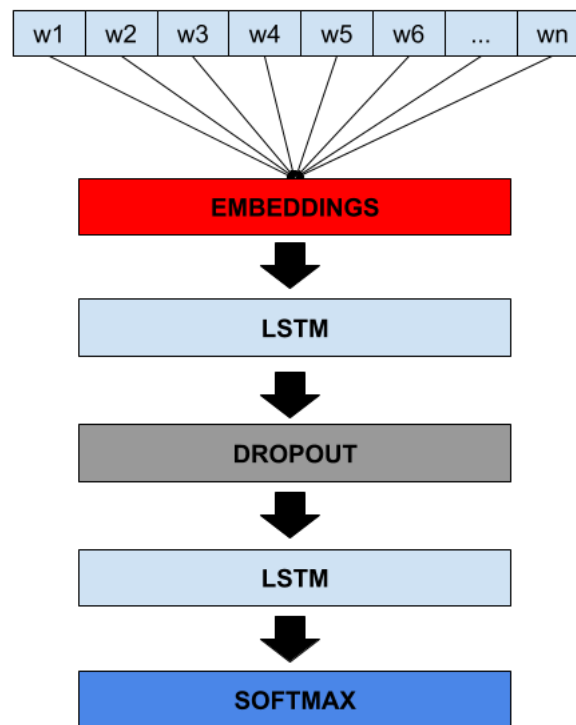 w1 w2 w3 w4 w5 w6 ... wn
EMBEDDINGS
LSTM
DROPOUT
LSTM
SOFTMAX